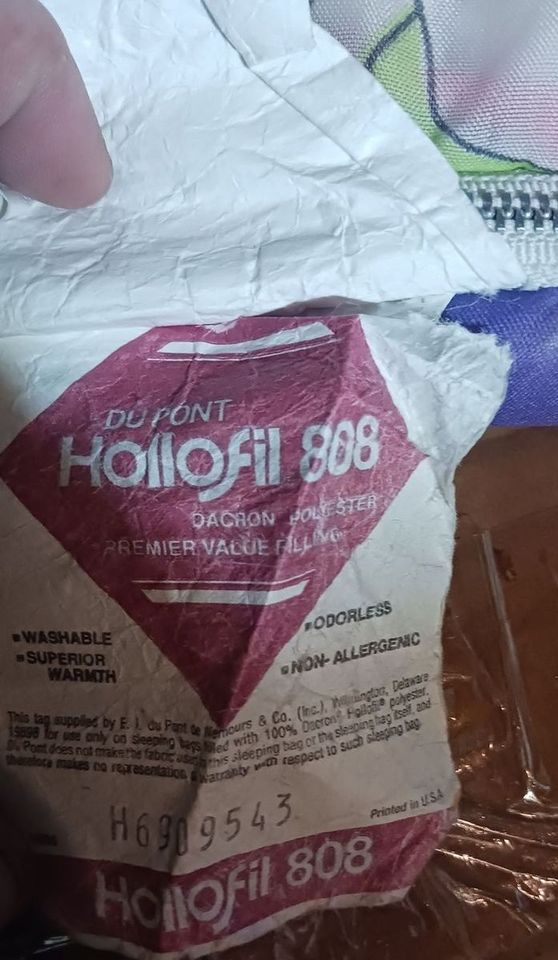 DU PONT
Hollofil 808
DACRON POLYESTER
PREMIER VALUE FILLING
▪WASHABLE
▪SUPERIOR
WARMTH
▪ODORLESS
▪NON-ALLERGENIC
This tag supplied by E. I. du Pont de Nemours & Co. (Inc.), Wilmington, Delaware
19898 for use only on sleeping bags filled with 100% Dacron® Hollofil® polyester.
Du Pont does not make the fabric used in this sleeping bag or the sleeping bag itself, and
therefore makes no representation warranty with respect to such sleeping bag.
H6909543
Printed in U.S.A
Hollofil 808